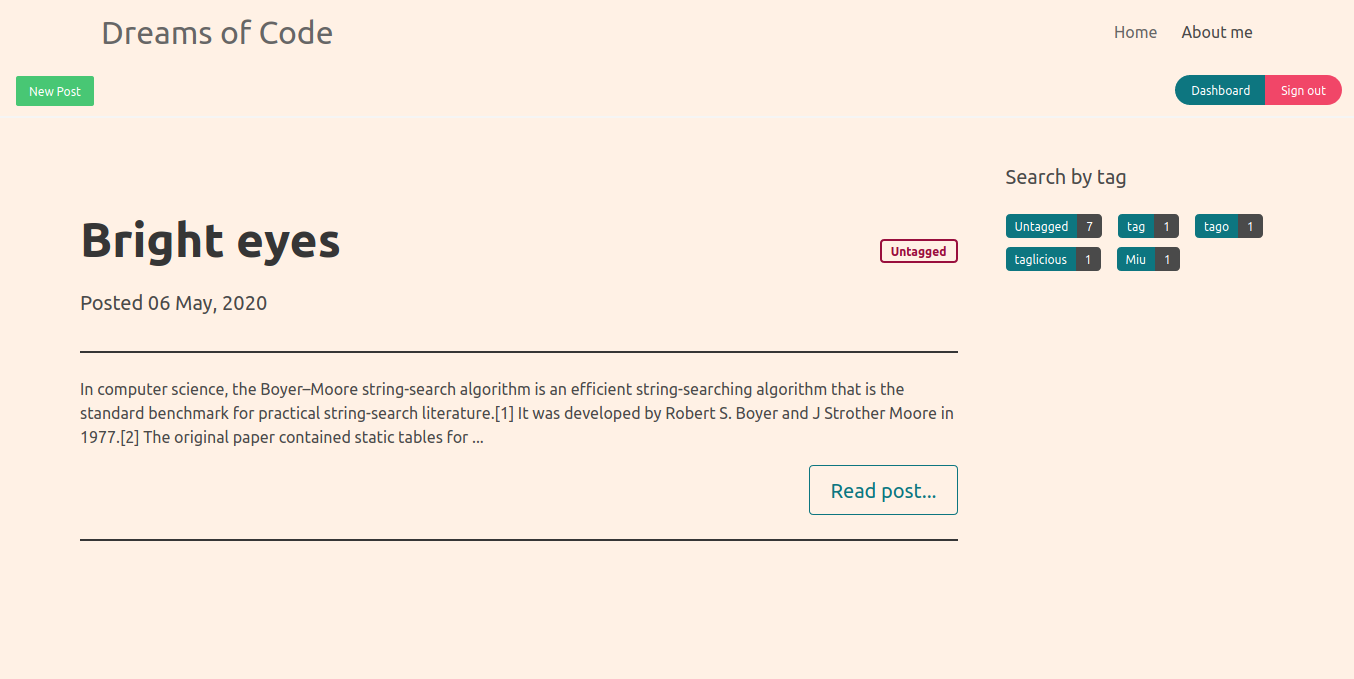 Dreams of Code
Home About me
New Post
Dashboard Sign out
Search by tag
Untagged 7 tag 1 tago 1
taglicious 1 Miu 1
Bright eyes
Untagged
Posted 06 May, 2020
In computer science, the Boyer–Moore string-search algorithm is an efficient string-searching algorithm that is the
standard benchmark for practical string-search literature.[1] It was developed by Robert S. Boyer and J Strother Moore in
1977.[2] The original paper contained static tables for ...
Read post...